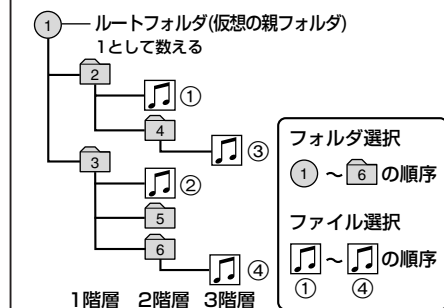 1 ルートフォルダ(仮想の親フォルダ)
1として数える
2
①
4
③
3
②
5
6
④
1階層 2階層 3階層
フォルダ選択
1 ～ 6 の順序
ファイル選択
～ の順序
① ④